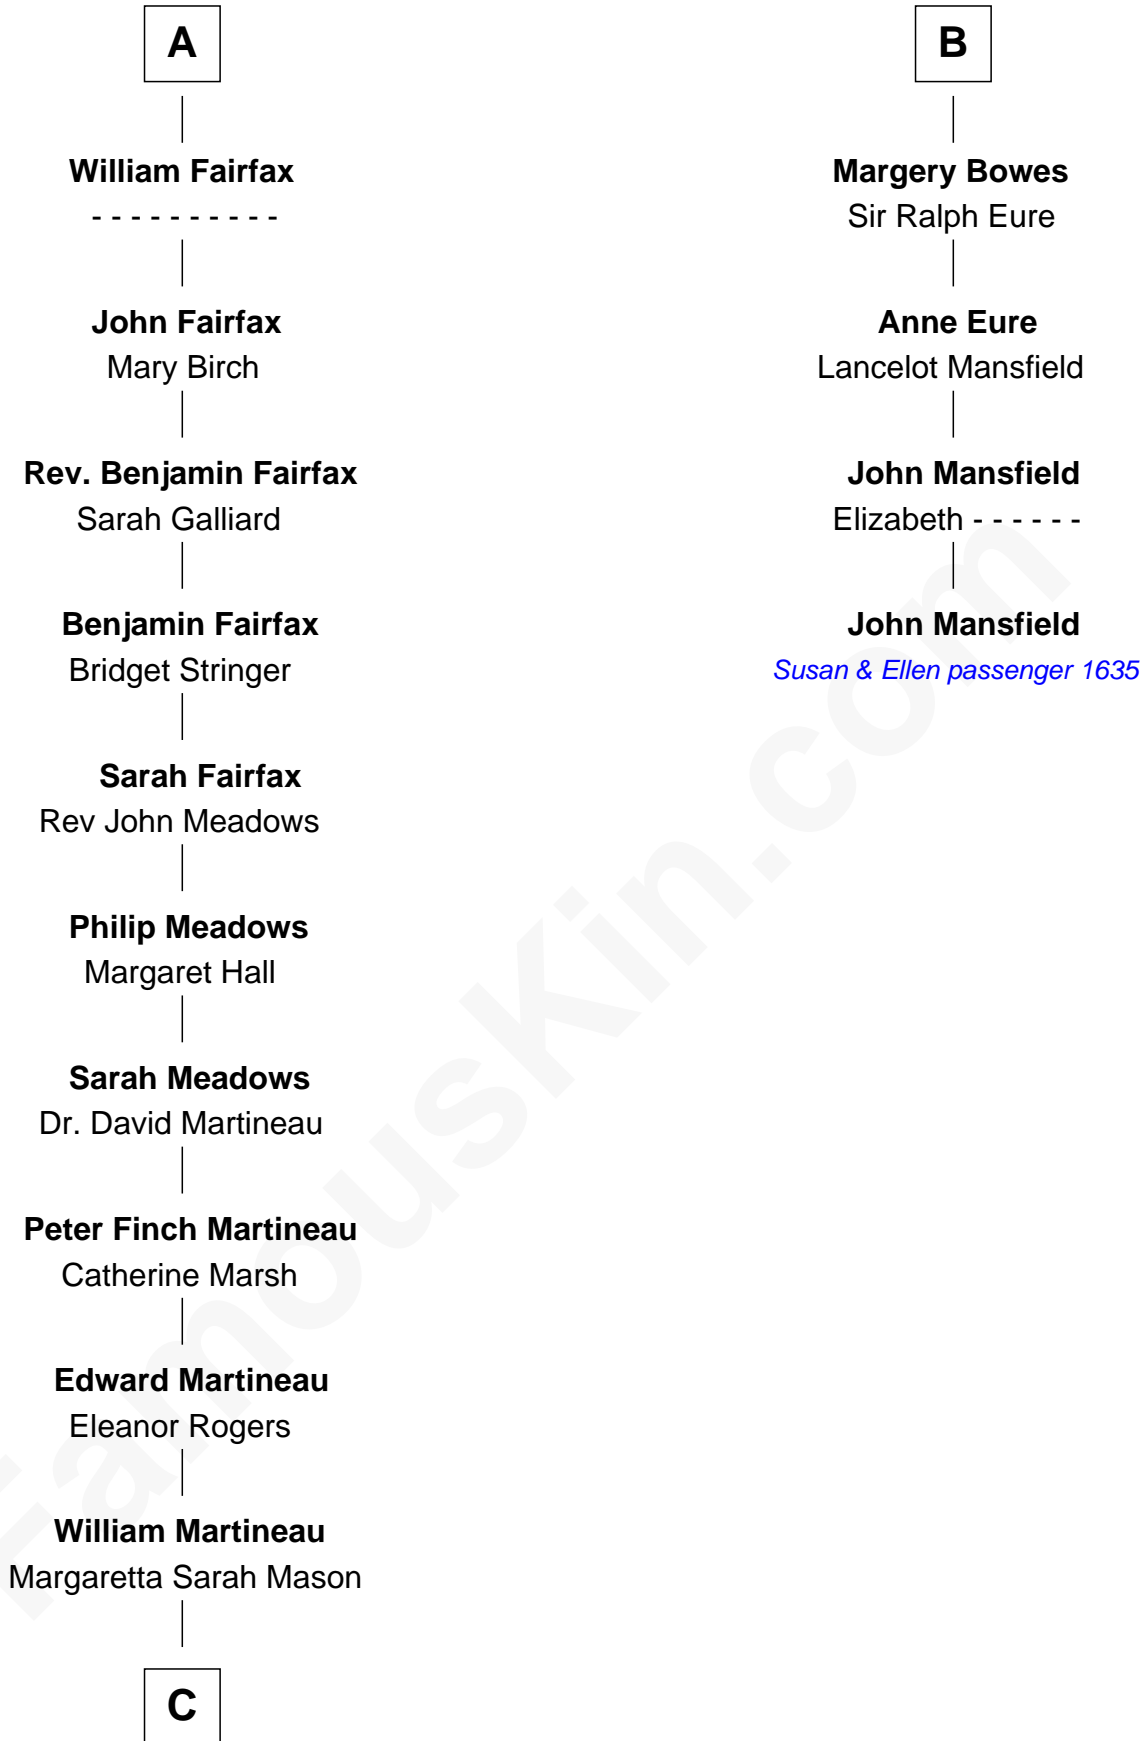 A
William Fairfax
- - - - - - - - - -
John Fairfax
Mary Birch
Rev. Benjamin Fairfax
Sarah Galliard
Benjamin Fairfax
Bridget Stringer
Sarah Fairfax
Rev John Meadows
Philip Meadows
Margaret Hall
Sarah Meadows
Dr. David Martineau
Peter Finch Martineau
Catherine Marsh
Edward Martineau
Eleanor Rogers
William Martineau
Margaretta Sarah Mason
C
B
Margery Bowes
Sir Ralph Eure
Anne Eure
Lancelot Mansfield
John Mansfield
Elizabeth - - - - - -
John Mansfield
Susan & Ellen passenger 1635
FamousKin.com